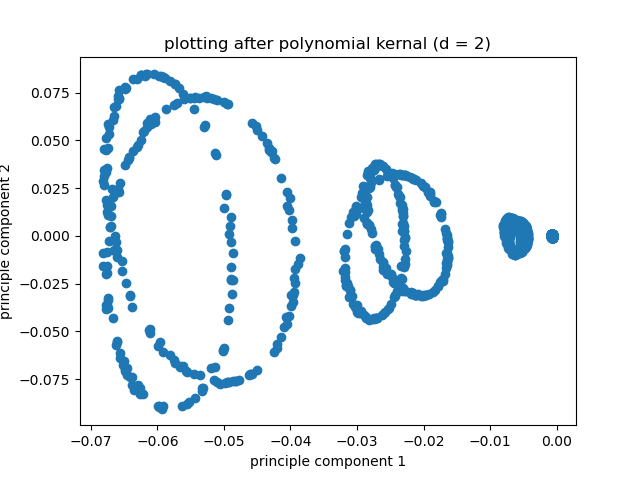 plotting after polynomial kernal (d = 2)
principle component 2
0.075
0.050
0.025
0.000
−0.025
−0.050
−0.075
−0.07 −0.06 −0.05 −0.04 −0.03 −0.02 −0.01 0.00
principle component 1